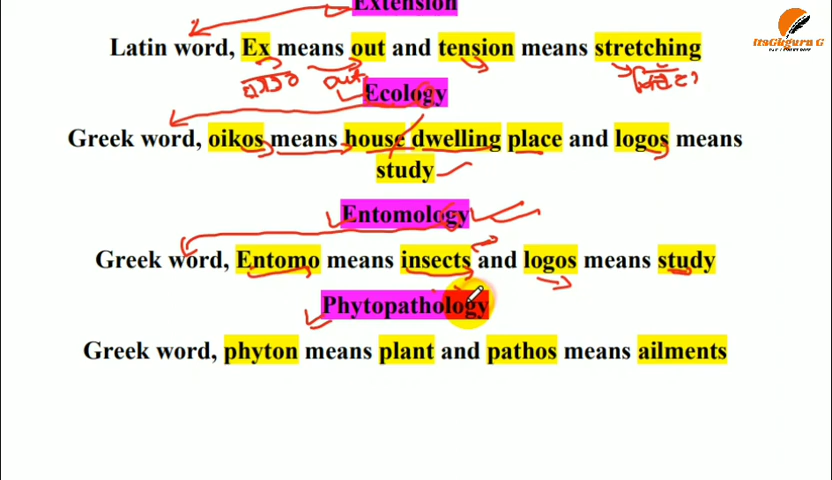 Extension
ItsGkguru G
Latin word, Ex means out and tension means stretching
out
Ecology
Greek word, oikos means house dwelling place and logos means
study
Entomology
Greek word, Entomo means insects and logos means study
Phytopathology
Greek word, phyton means plant and pathos means ailments